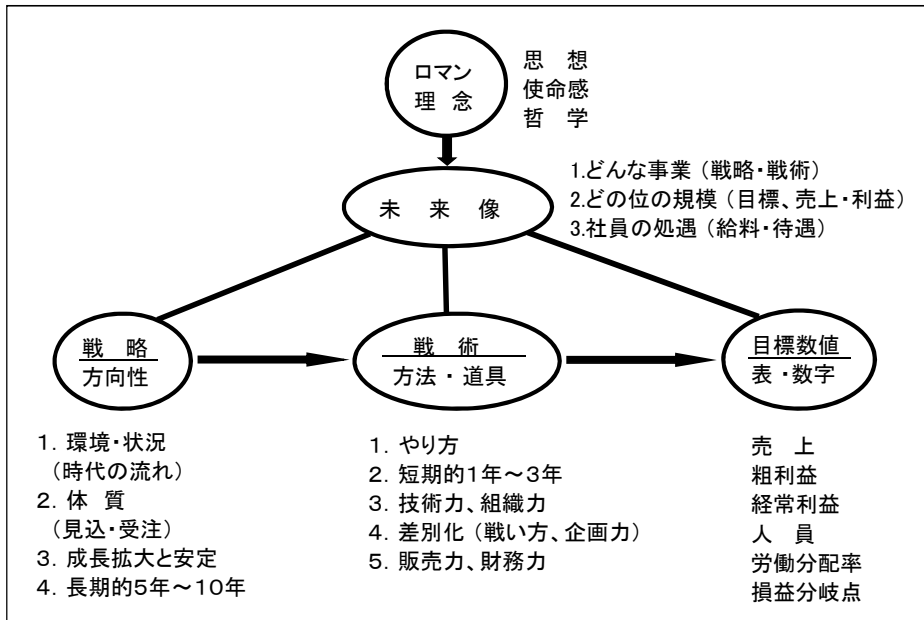 ロマン
理 念
思 想
使命感
哲 学
未 来 像
1.どんな事業（戦略・戦術）
2.どの位の規模（目標、売上・利益）
3.社員の処遇（給料・待遇）
戦 略
方向性
戦 術
方法・道具
目標数値
表・数字
1．環境・状況
（時代の流れ）
2．体 質
（見込・受注）
3．成長拡大と安定
4．長期的5年～10年
1．やり方
2．短期的1年～3年
3．技術力、組織力
4．差別化（戦い方、企画力）
5．販売力、財務力
売 上
粗利益
経常利益
人 員
労働分配率
損益分岐点